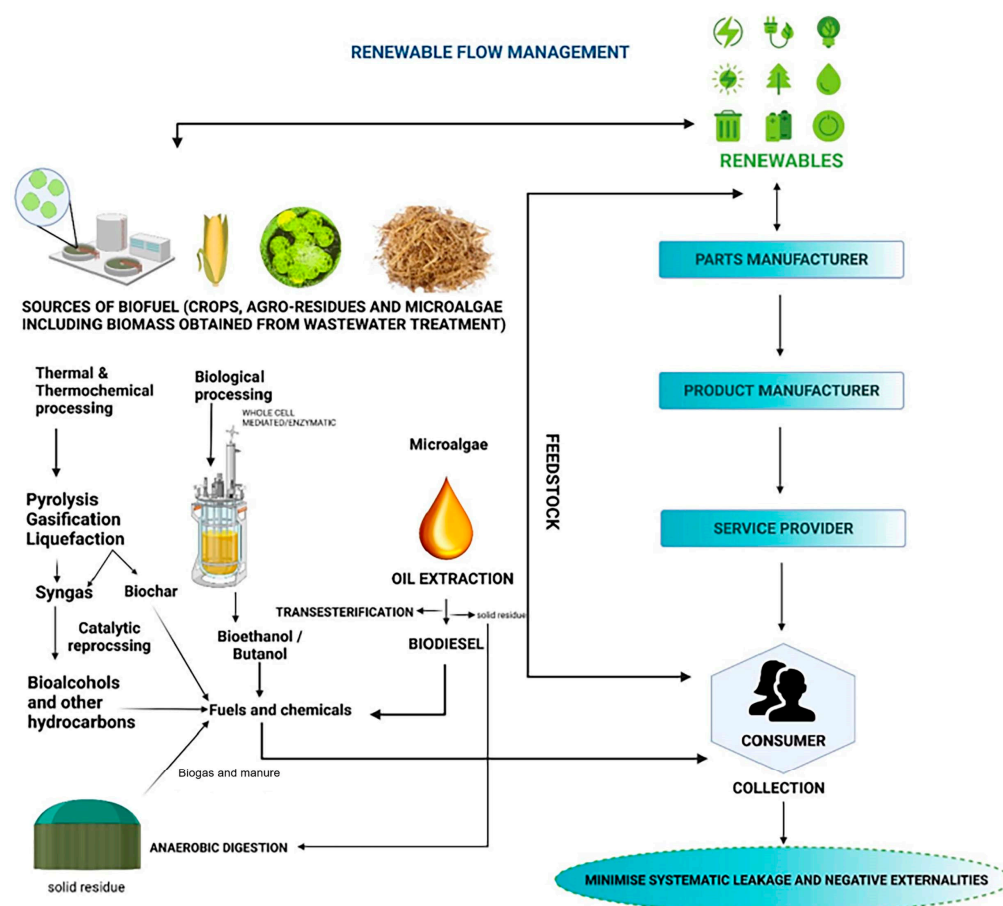 RENEWABLE FLOW MANAGEMENT
RENEWABLES
SOURCES OF BIOFUEL (CROPS, AGRO-RESIDUES AND MICROALGAE
INCLUDING BIOMASS OBTAINED FROM WASTEWATER TREATMENT)
Thermal &
Thermochemical
processing
Pyrolysis
Gasification
Liquefaction
Syngas
Biochar
Catalytic
reprocssing
Bioalcohols
and other
hydrocarbons
Biological
processing
WHOLE CELL
MEDIATED/ENZYMATIC
Bioethanol /
Butanol
Microalgae
OIL EXTRACTION
TRANSESTERIFICATION
solid residue
BIODIESEL
Fuels and chemicals
Biogas and manure
ANAEROBIC DIGESTION
solid residue
FEEDSTOCK
PARTS MANUFACTURER
PRODUCT MANUFACTURER
SERVICE PROVIDER
CONSUMER
COLLECTION
MINIMISE SYSTEMATIC LEAKAGE AND NEGATIVE EXTERNALITIES